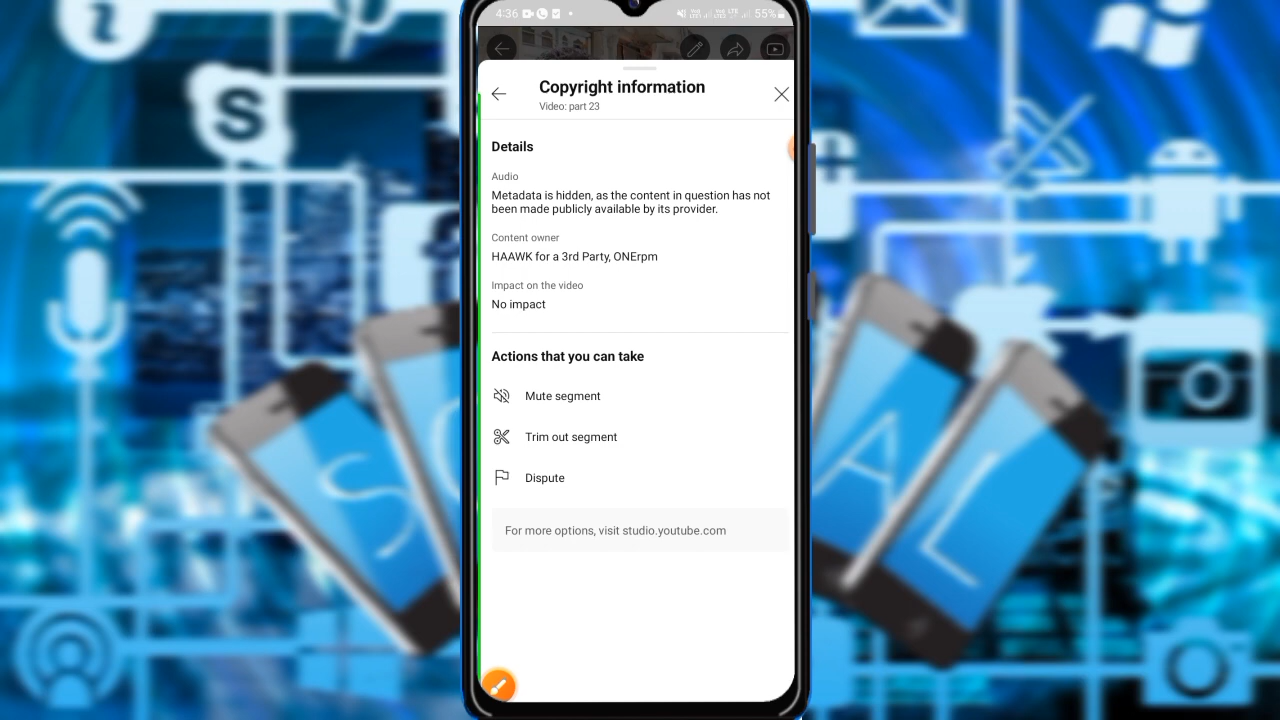 4:36
55%
Copyright information
Video: part 23
Details
Audio
Metadata is hidden, as the content in question has not
been made publicly available by its provider.
Content owner
HAAWK for a 3rd Party, ONErpm
Impact on the video
No impact
Actions that you can take
Mute segment
Trim out segment
Dispute
For more options, visit studio.youtube.com
S
A
L